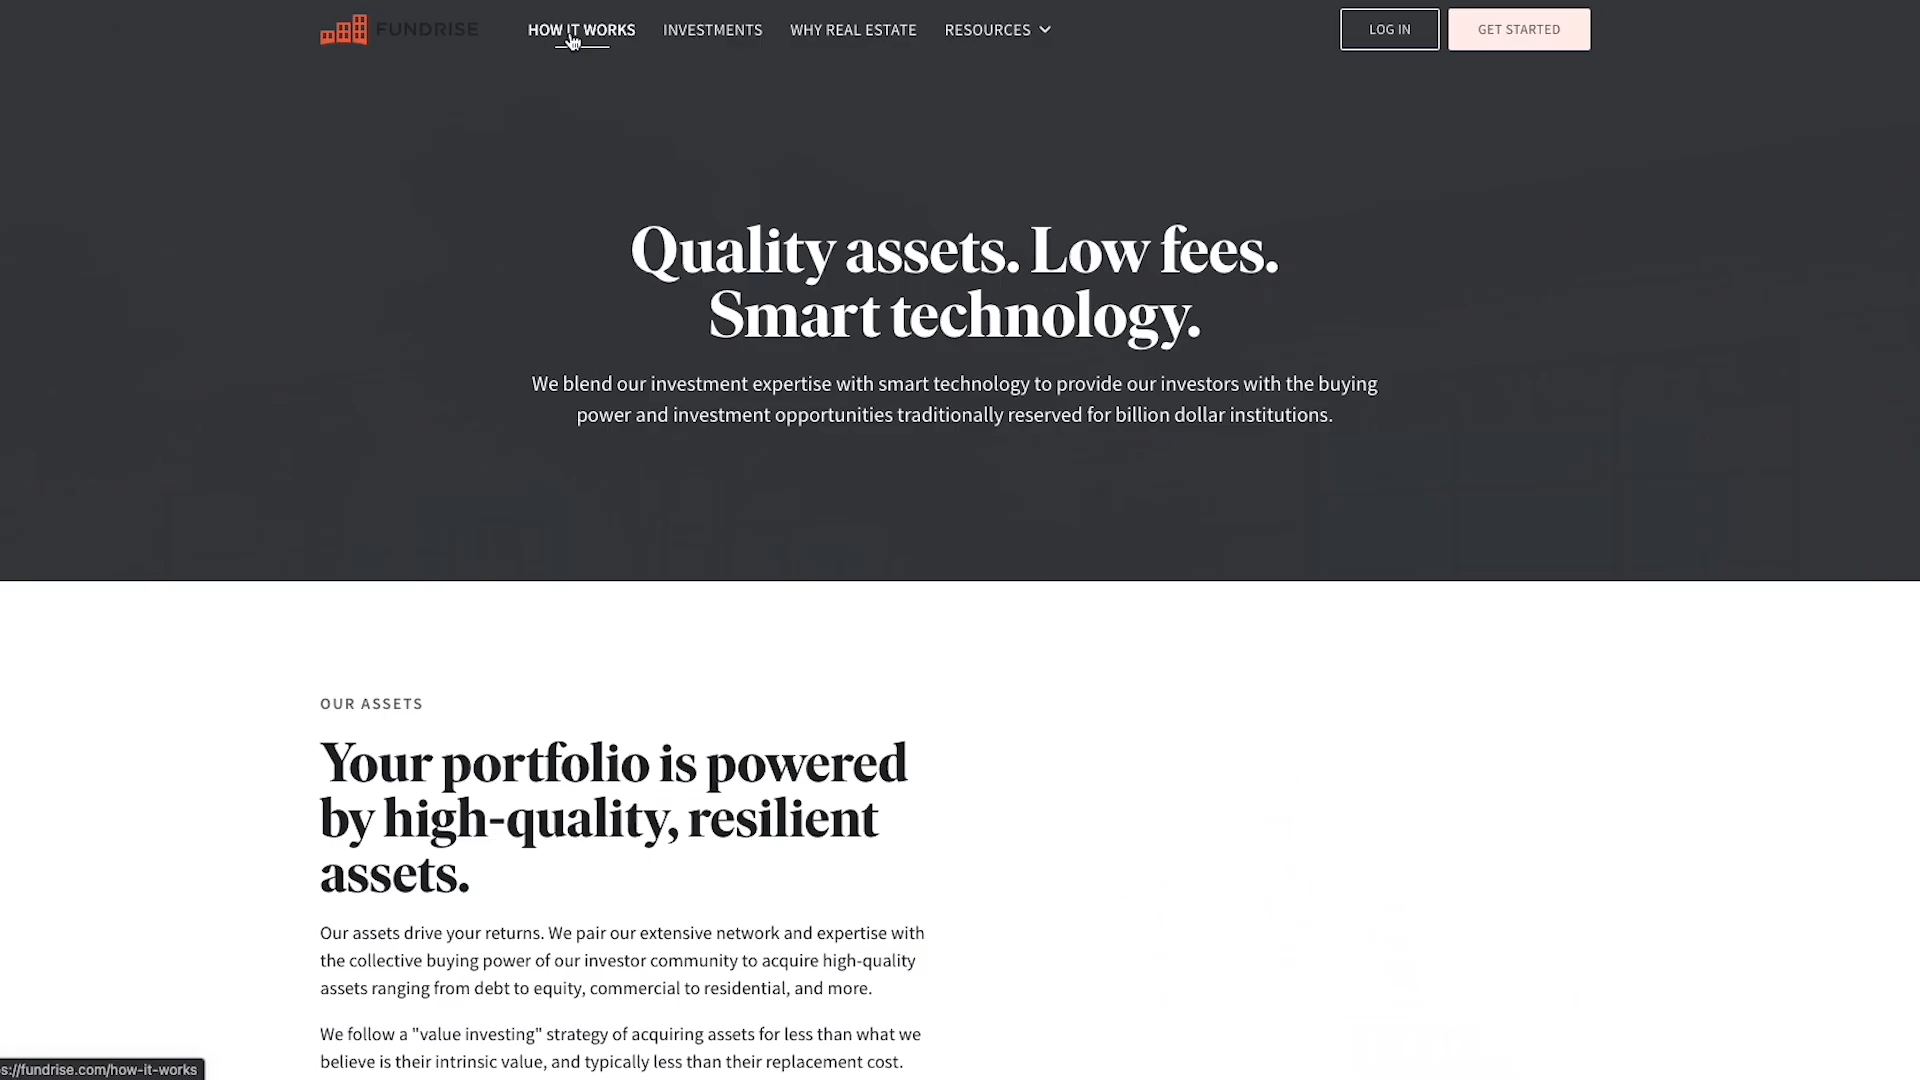 FUNDRISE
HOW IT WORKS
INVESTMENTS
WHY REAL ESTATE
RESOURCES
LOG IN
GET STARTED
Quality assets. Low fees.
Smart technology.
We blend our investment expertise with smart technology to provide our investors with the buying
power and investment opportunities traditionally reserved for billion dollar institutions.
OUR ASSETS
Your portfolio is powered
by high-quality, resilient
assets.
Our assets drive your returns. We pair our extensive network and expertise with
the collective buying power of our investor community to acquire high-quality
assets ranging from debt to equity, commercial to residential, and more.
We follow a "value investing" strategy of acquiring assets for less than what we
believe is their intrinsic value, and typically less than their replacement cost.
s://fundrise.com/how-it-works